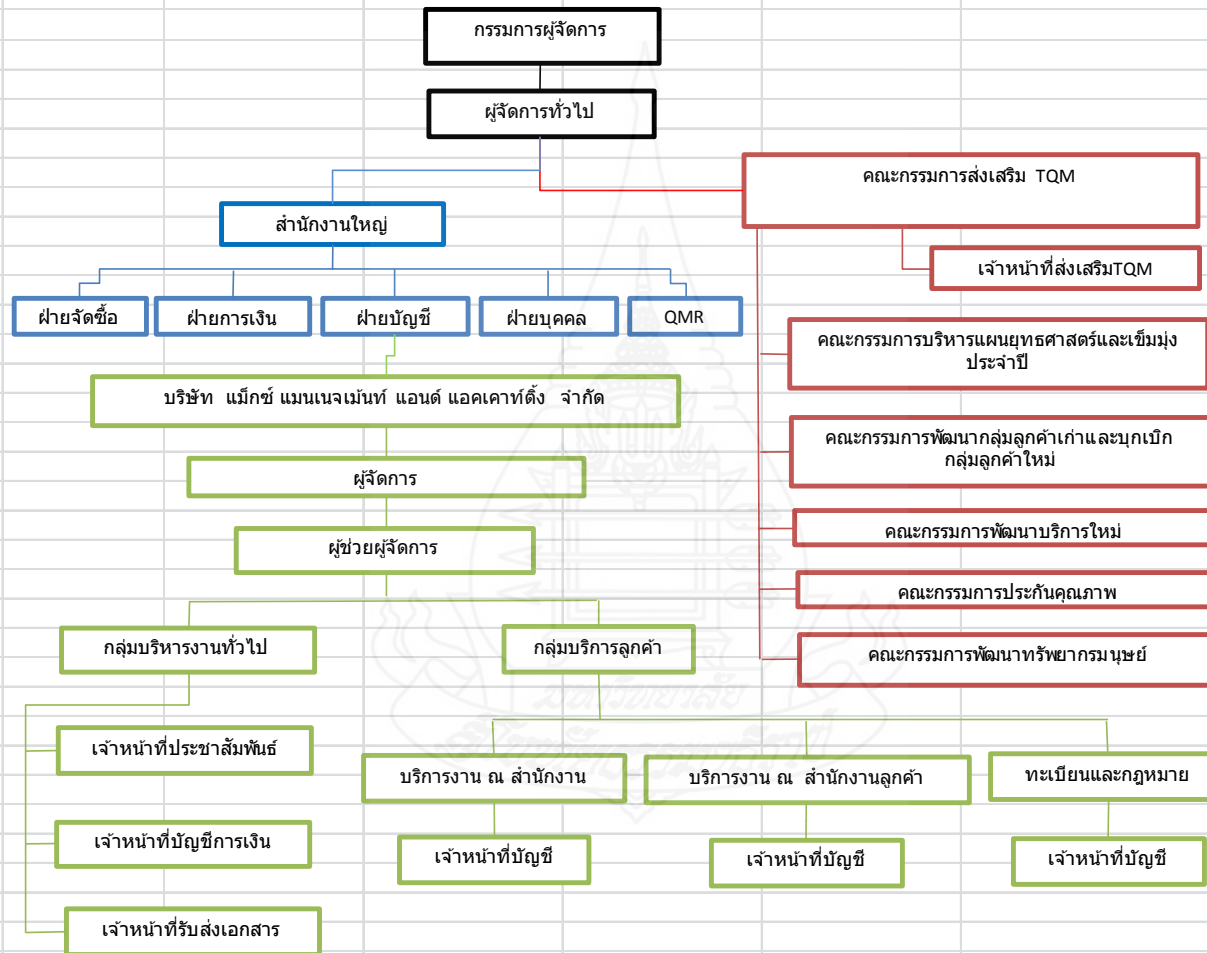 กรรมการผู้จัดการ
ผู้จัดการทั่วไป
คณะกรรมการส่งเสริม TQM
สำนักงานใหญ่
เจ้าหน้าที่ส่งเสริมTQM
ฝ่ายจัดซื้อ
ฝ่ายการเงิน
ฝ่ายบัญชี
ฝ่ายบุคคล
QMR
คณะกรรมการบริหารแผนยุทธศาสตร์และเข็มมุ่ง
ประจำปี
บริษัท แม็กซ์ แมนเนจเม้นท์ แอนด์ แอคเคาท์ติ้ง จำกัด
คณะกรรมการพัฒนากลุ่มลูกค้าเก่าและบุกเบิก
กลุ่มลูกค้าใหม่
ผู้จัดการ
คณะกรรมการพัฒนาบริการใหม่
ผู้ช่วยผู้จัดการ
คณะกรรมการประกันคุณภาพ
กลุ่มบริหารงานทั่วไป
กลุ่มบริการลูกค้า
คณะกรรมการพัฒนาทรัพยากรมนุษย์
มหาวิทยาลัย
สุโขทัยธรรมาธิราช
เจ้าหน้าที่ประชาสัมพันธ์
บริการงาน ณ สำนักงาน
บริการงาน ณ สำนักงานลูกค้า
ทะเบียนและกฎหมาย
เจ้าหน้าที่บัญชีการเงิน
เจ้าหน้าที่บัญชี
เจ้าหน้าที่บัญชี
เจ้าหน้าที่บัญชี
เจ้าหน้าที่รับส่งเอกสาร